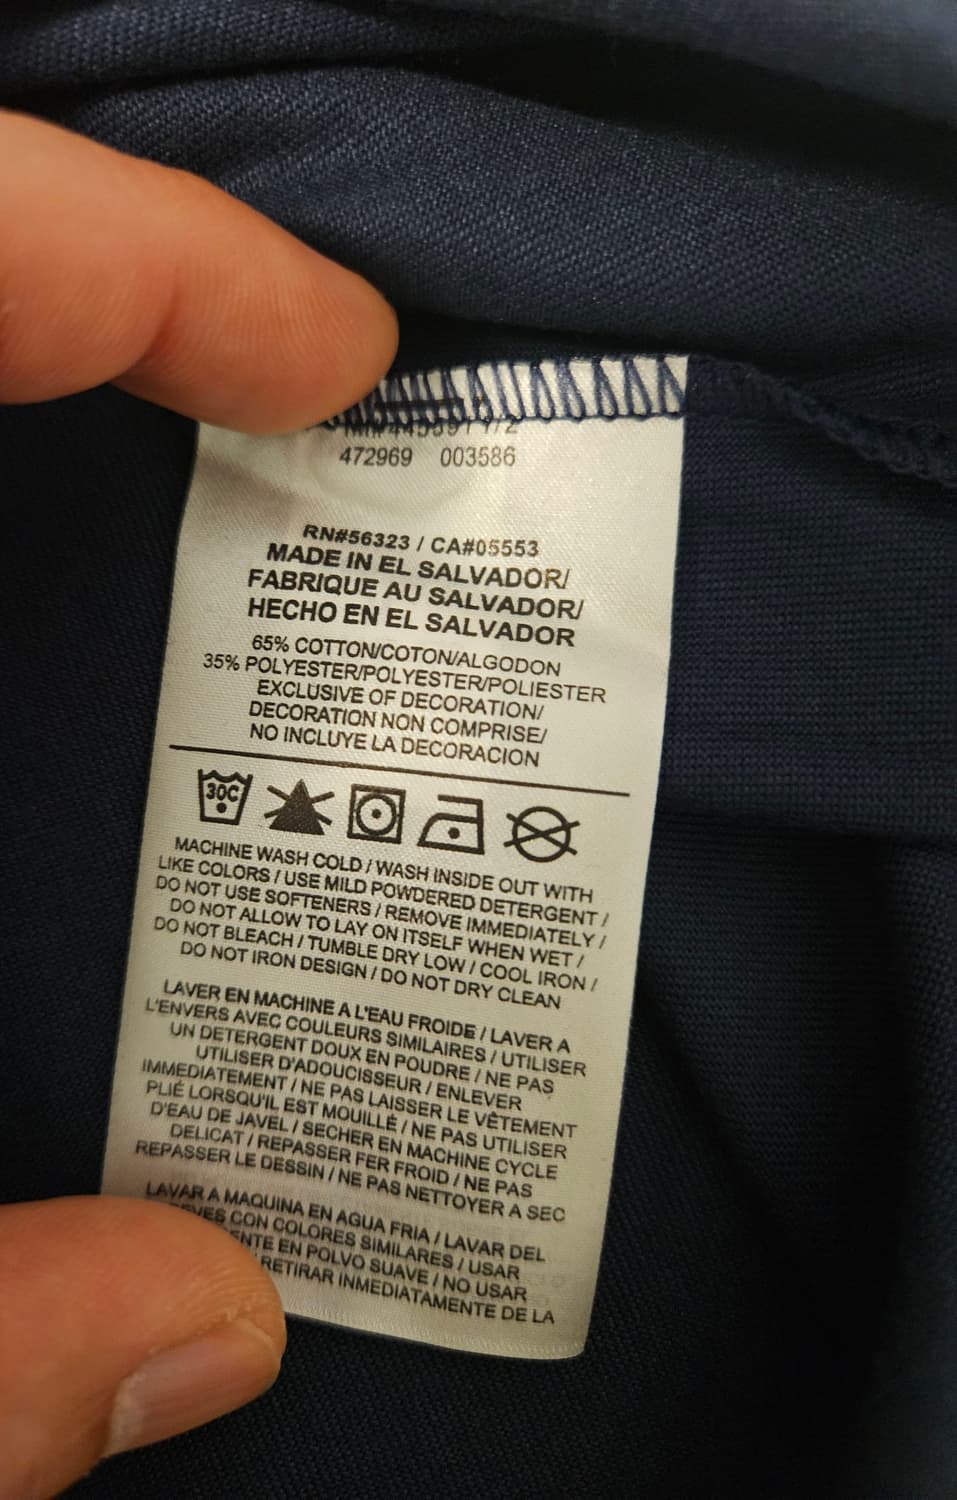 472969 003586
RN#56323 / CA#05553
MADE IN EL SALVADOR/
FABRIQUE AU SALVADOR/
HECHO EN EL SALVADOR
65% COTTON/COTON/ALGODON
35% POLYESTER/POLYESTER/POLIESTER
EXCLUSIVE OF DECORATION/
DECORATION NON COMPRISE/
NO INCLUYE LA DECORACION
30C
MACHINE WASH COLD / WASH INSIDE OUT WITH
LIKE COLORS / USE MILD POWDERED DETERGENT /
DO NOT USE SOFTENERS / REMOVE IMMEDIATELY /
DO NOT ALLOW TO LAY ON ITSELF WHEN WET /
DO NOT BLEACH / TUMBLE DRY LOW / COOL IRON /
DO NOT IRON DESIGN / DO NOT DRY CLEAN
LAVER EN MACHINE A L'EAU FROIDE / LAVER A
L'ENVERS AVEC COULEURS SIMILAIRES / UTILISER
UN DETERGENT DOUX EN POUDRE / NE PAS
UTILISER D'ADOUCISSEUR / ENLEVER
IMMEDIATEMENT / NE PAS LAISSER LE VÊTEMENT
PLIÉ LORSQU'IL EST MOUILLÉ / NE PAS UTILISER
D'EAU DE JAVEL / SECHER EN MACHINE CYCLE
DELICAT / REPASSER FER FROID / NE PAS
REPASSER LE DESSIN / NE PAS NETTOYER A SEC
LAVAR A MAQUINA EN AGUA FRIA / LAVAR DEL
CON COLORES SIMILARES / USAR
EN POLVO SUAVE / NO USAR
RETIRAR INMEDIATAMENTE DE LA